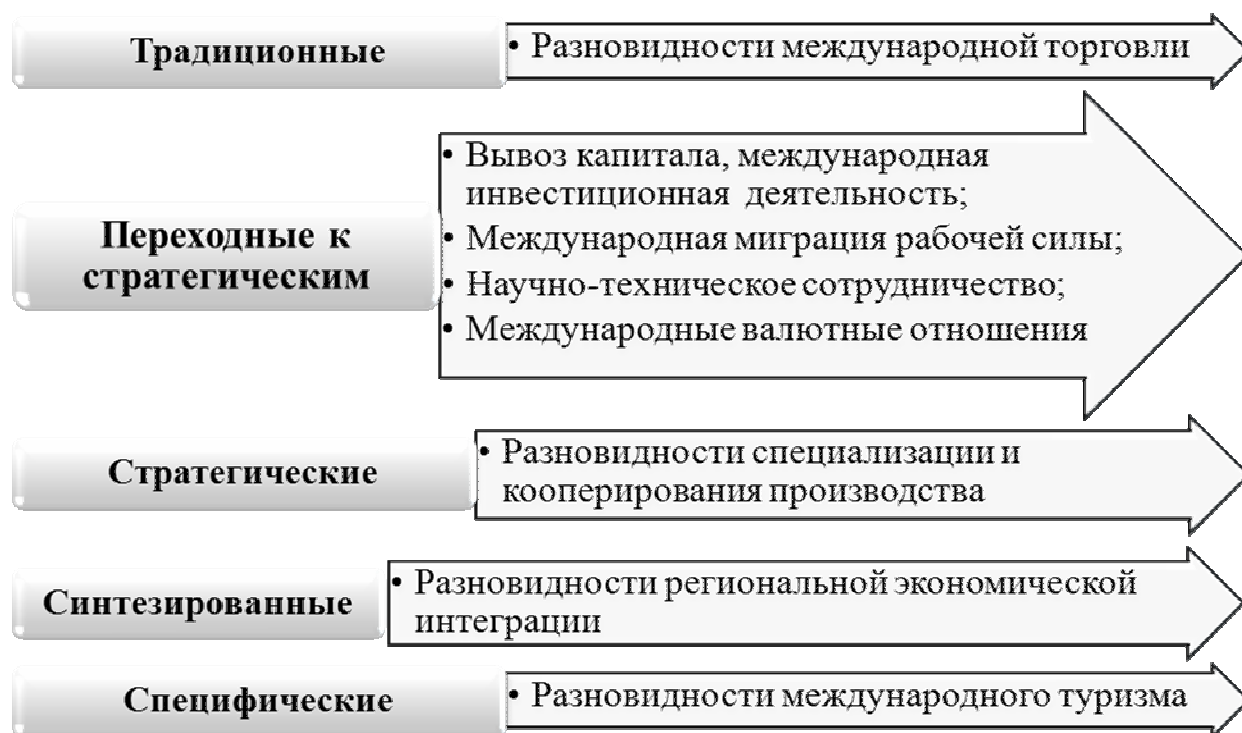 Традиционные
• Разновидности международной торговли
Переходные к
стратегическим
• Вывоз капитала, международная
инвестиционная деятельность;
• Международная миграция рабочей силы;
• Научно-техническое сотрудничество;
• Международные валютные отношения
Стратегические
• Разновидности специализации и
кооперирования производства
Синтезированные
• Разновидности региональной экономической
интеграции
Специфические
• Разновидности международного туризма